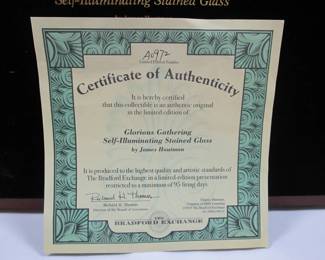 Self-Illuminating Stained Glass
A0972
Certificate of Authenticity
It is hereby certified
that this collectible is an authentic original
in the limited edition of
Glorious Gathering
Self-Illuminating Stained Glass
by James Hautman
It is produced to the highest quality and artistic standards of
The Bradford Exchange in a limited-edition presentation
restricted to a maximum of 95 firing days
THE
BRADFORD EXCHANGE